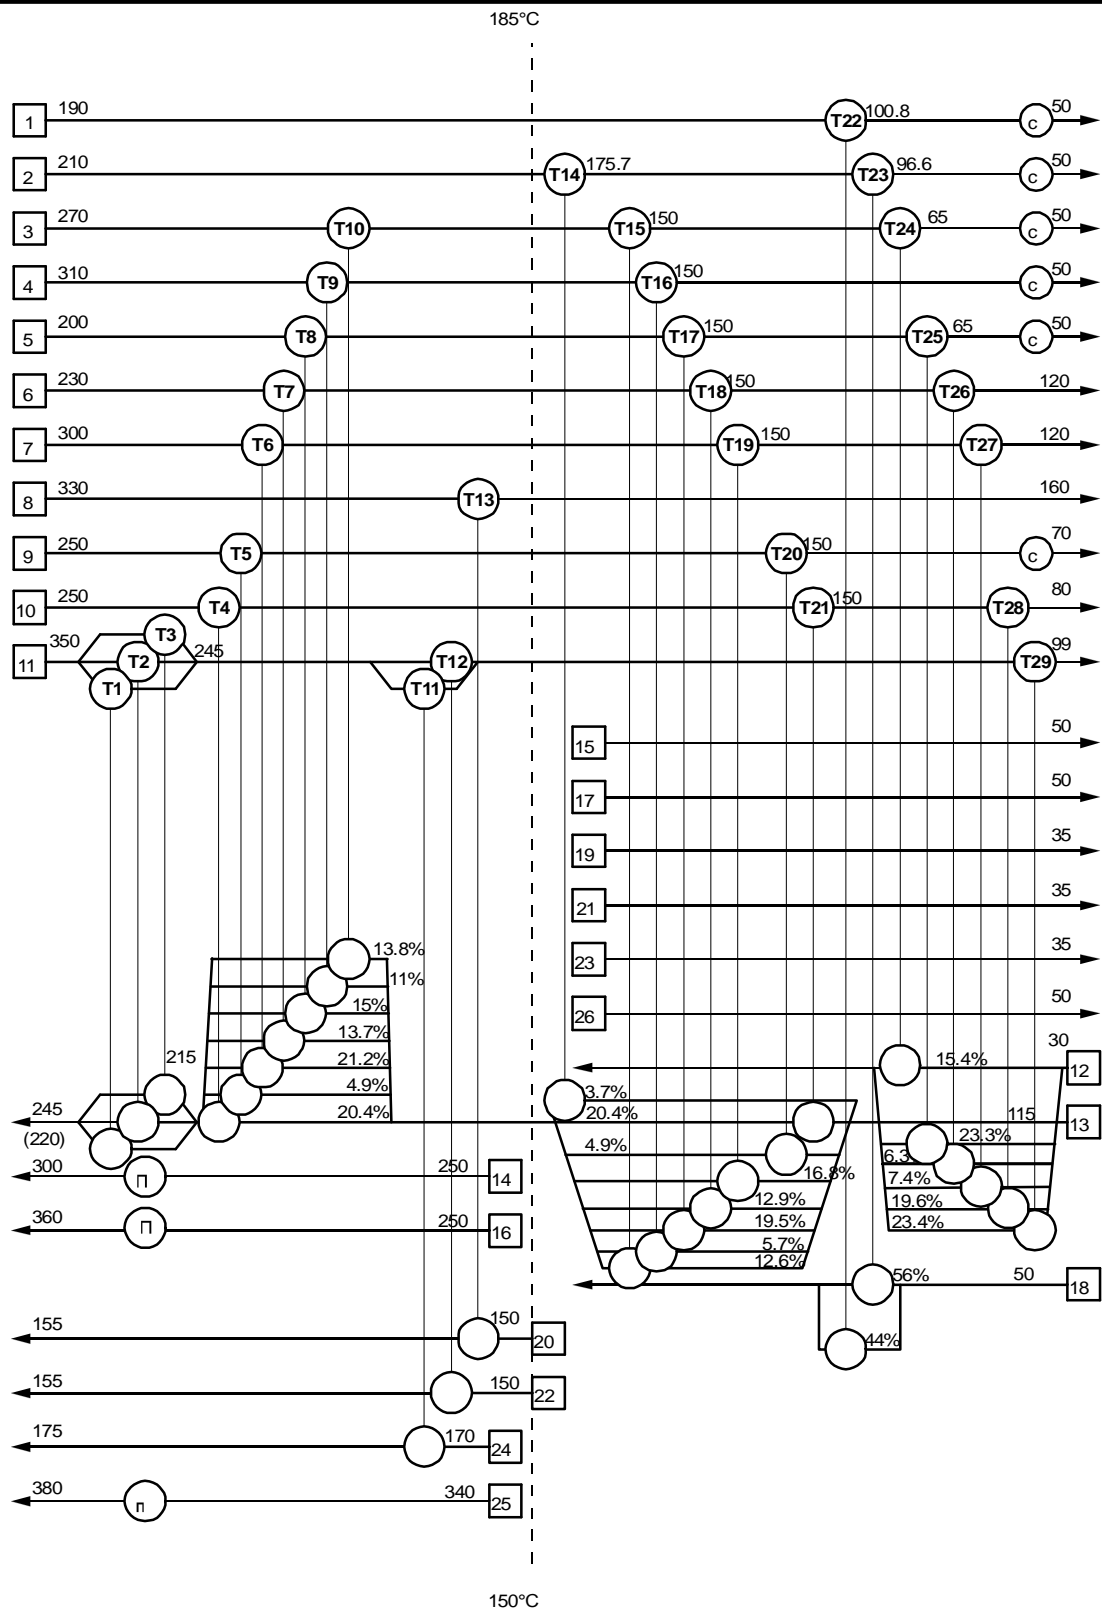 185°C
1 190 T22 100.8 c 50
2 210 T14 175.7 T23 96.6 c 50
3 270 T10 T15 150 T24 65 c 50
4 310 T9 T16 150 c 50
5 200 T8 T17 150 T25 65 c 50
6 230 T7 T18 150 T26 120
7 300 T6 T19 150 T27 120
8 330 T13 160
9 250 T5 T20 150 c 70
10 250 T4 T21 150 T28 80
T3
11 350 T2 245 T12 T29 99
T1 T11
15 50
17 50
19 35
21 35
13.8% 23 35
11%
15% 26 50
13.7%
215 21.2% 15.4% 30 12
4.9% 3.7%
245 20.4% 20.4% 115 13
(220) 4.9% 23.3%
300 П 250 14 16.8% 6.3
7.4%
12.9% 19.6%
360 П 250 16 19.5% 23.4%
5.7%
12.6%
56% 50 18
155 150 20 44%
155 150 22
175 170 24
380 п 340 25
150°C